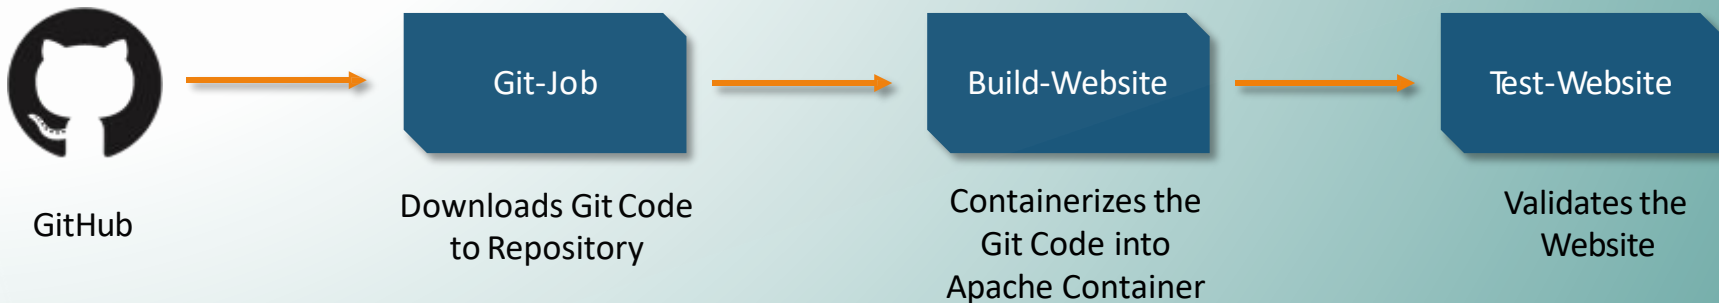 GitHub
Git-Job
Downloads Git Code
to Repository
Build-Website
Containerizes the
Git Code into
Apache Container
Test-Website
Validates the
Website